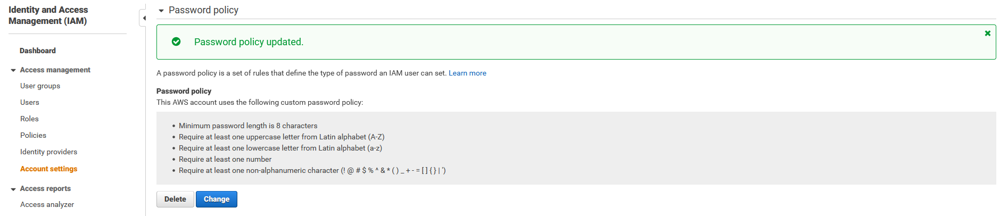 Identity and Access
Management (IAM)
Dashboard
Access management
User groups
Users
Roles
Policies
Identity providers
Account settings
Access reports
Access analyzer
Password policy
Password policy updated.
A password policy is a set of rules that define the type of password an IAM user can set. Learn more
Password policy
This AWS account uses the following custom password policy:
• Minimum password length is 8 characters
• Require at least one uppercase letter from Latin alphabet (A-Z)
• Require at least one lowercase letter from Latin alphabet (a-z)
• Require at least one number
• Require at least one non-alphanumeric character (! @ # $ % ^ & * ( ) _ + - = [ ] { } | ')
Delete
Change